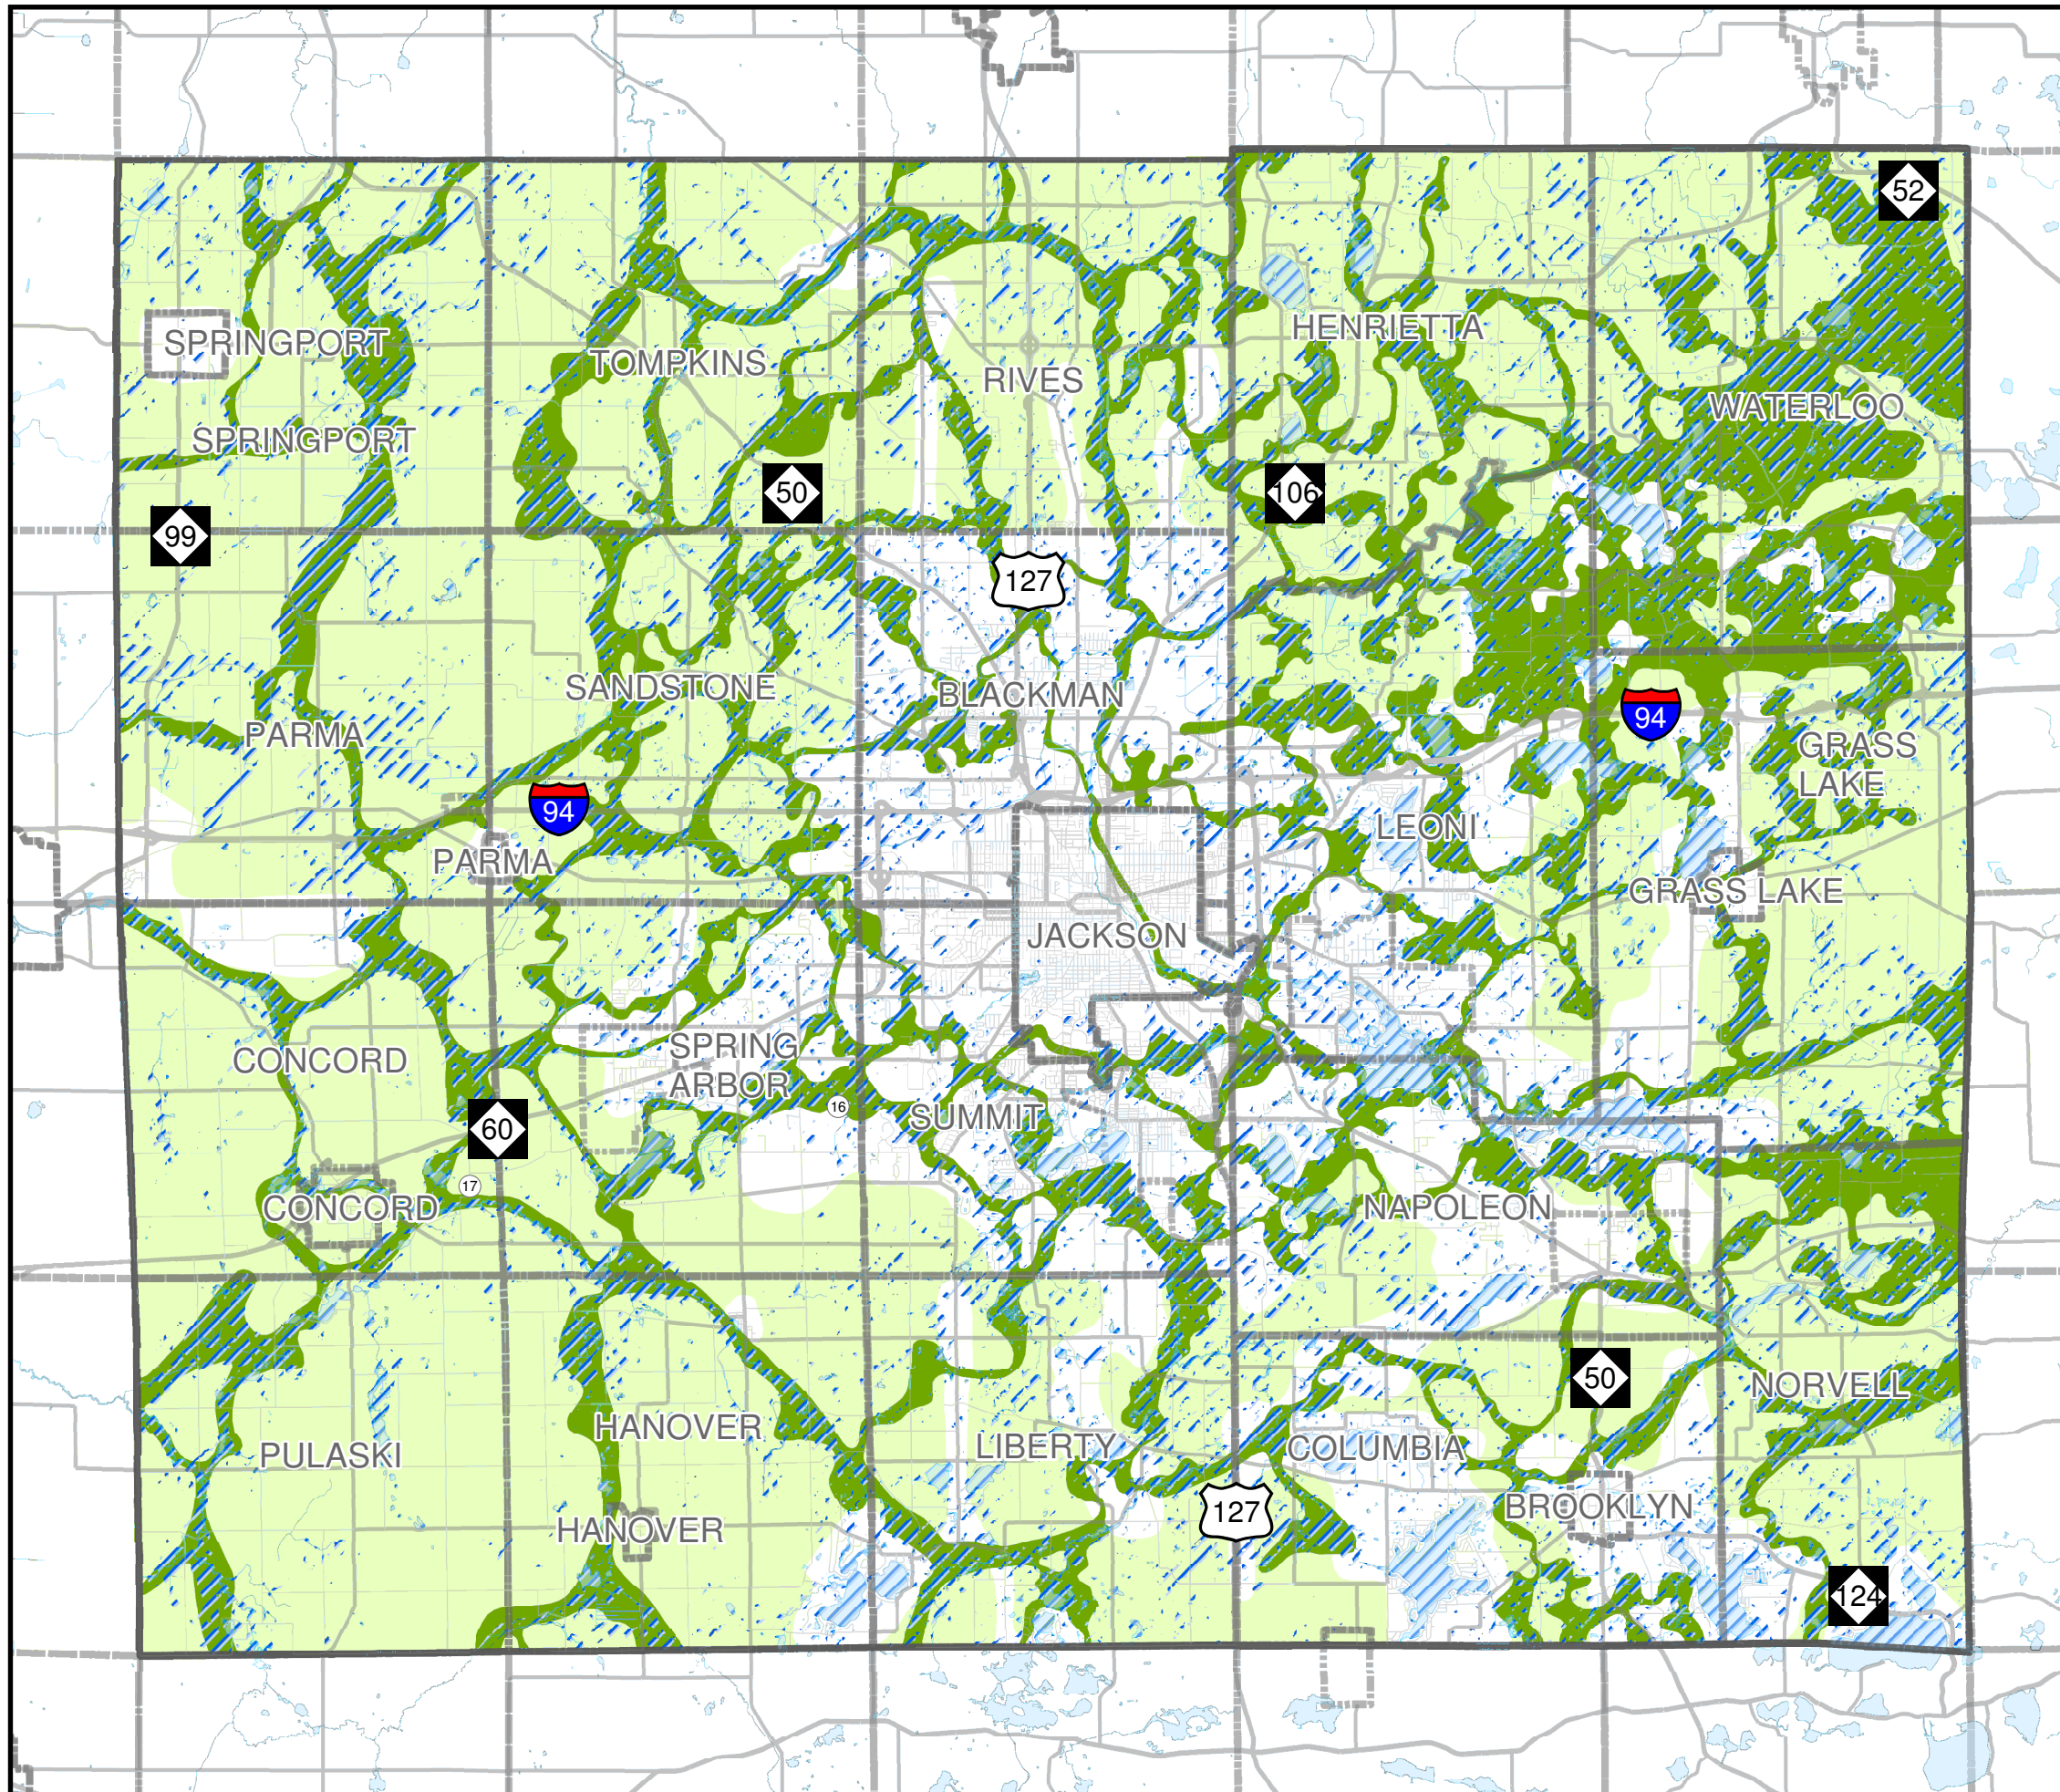 52
SPRINGPORT
TOMPKINS
RIVES
HENRIETTA
WATERLOO
SPRINGPORT
50
106
99
127
SANDSTONE
BLACKMAN
94
PARMA
GRASS
LAKE
94
LEONI
PARMA
GRASS LAKE
JACKSON
CONCORD
SPRING
ARBOR
16
SUMMIT
60
17
CONCORD
NAPOLEON
50
NORVELL
HANOVER
LIBERTY
COLUMBIA
PULASKI
127
BROOKLYN
HANOVER
124